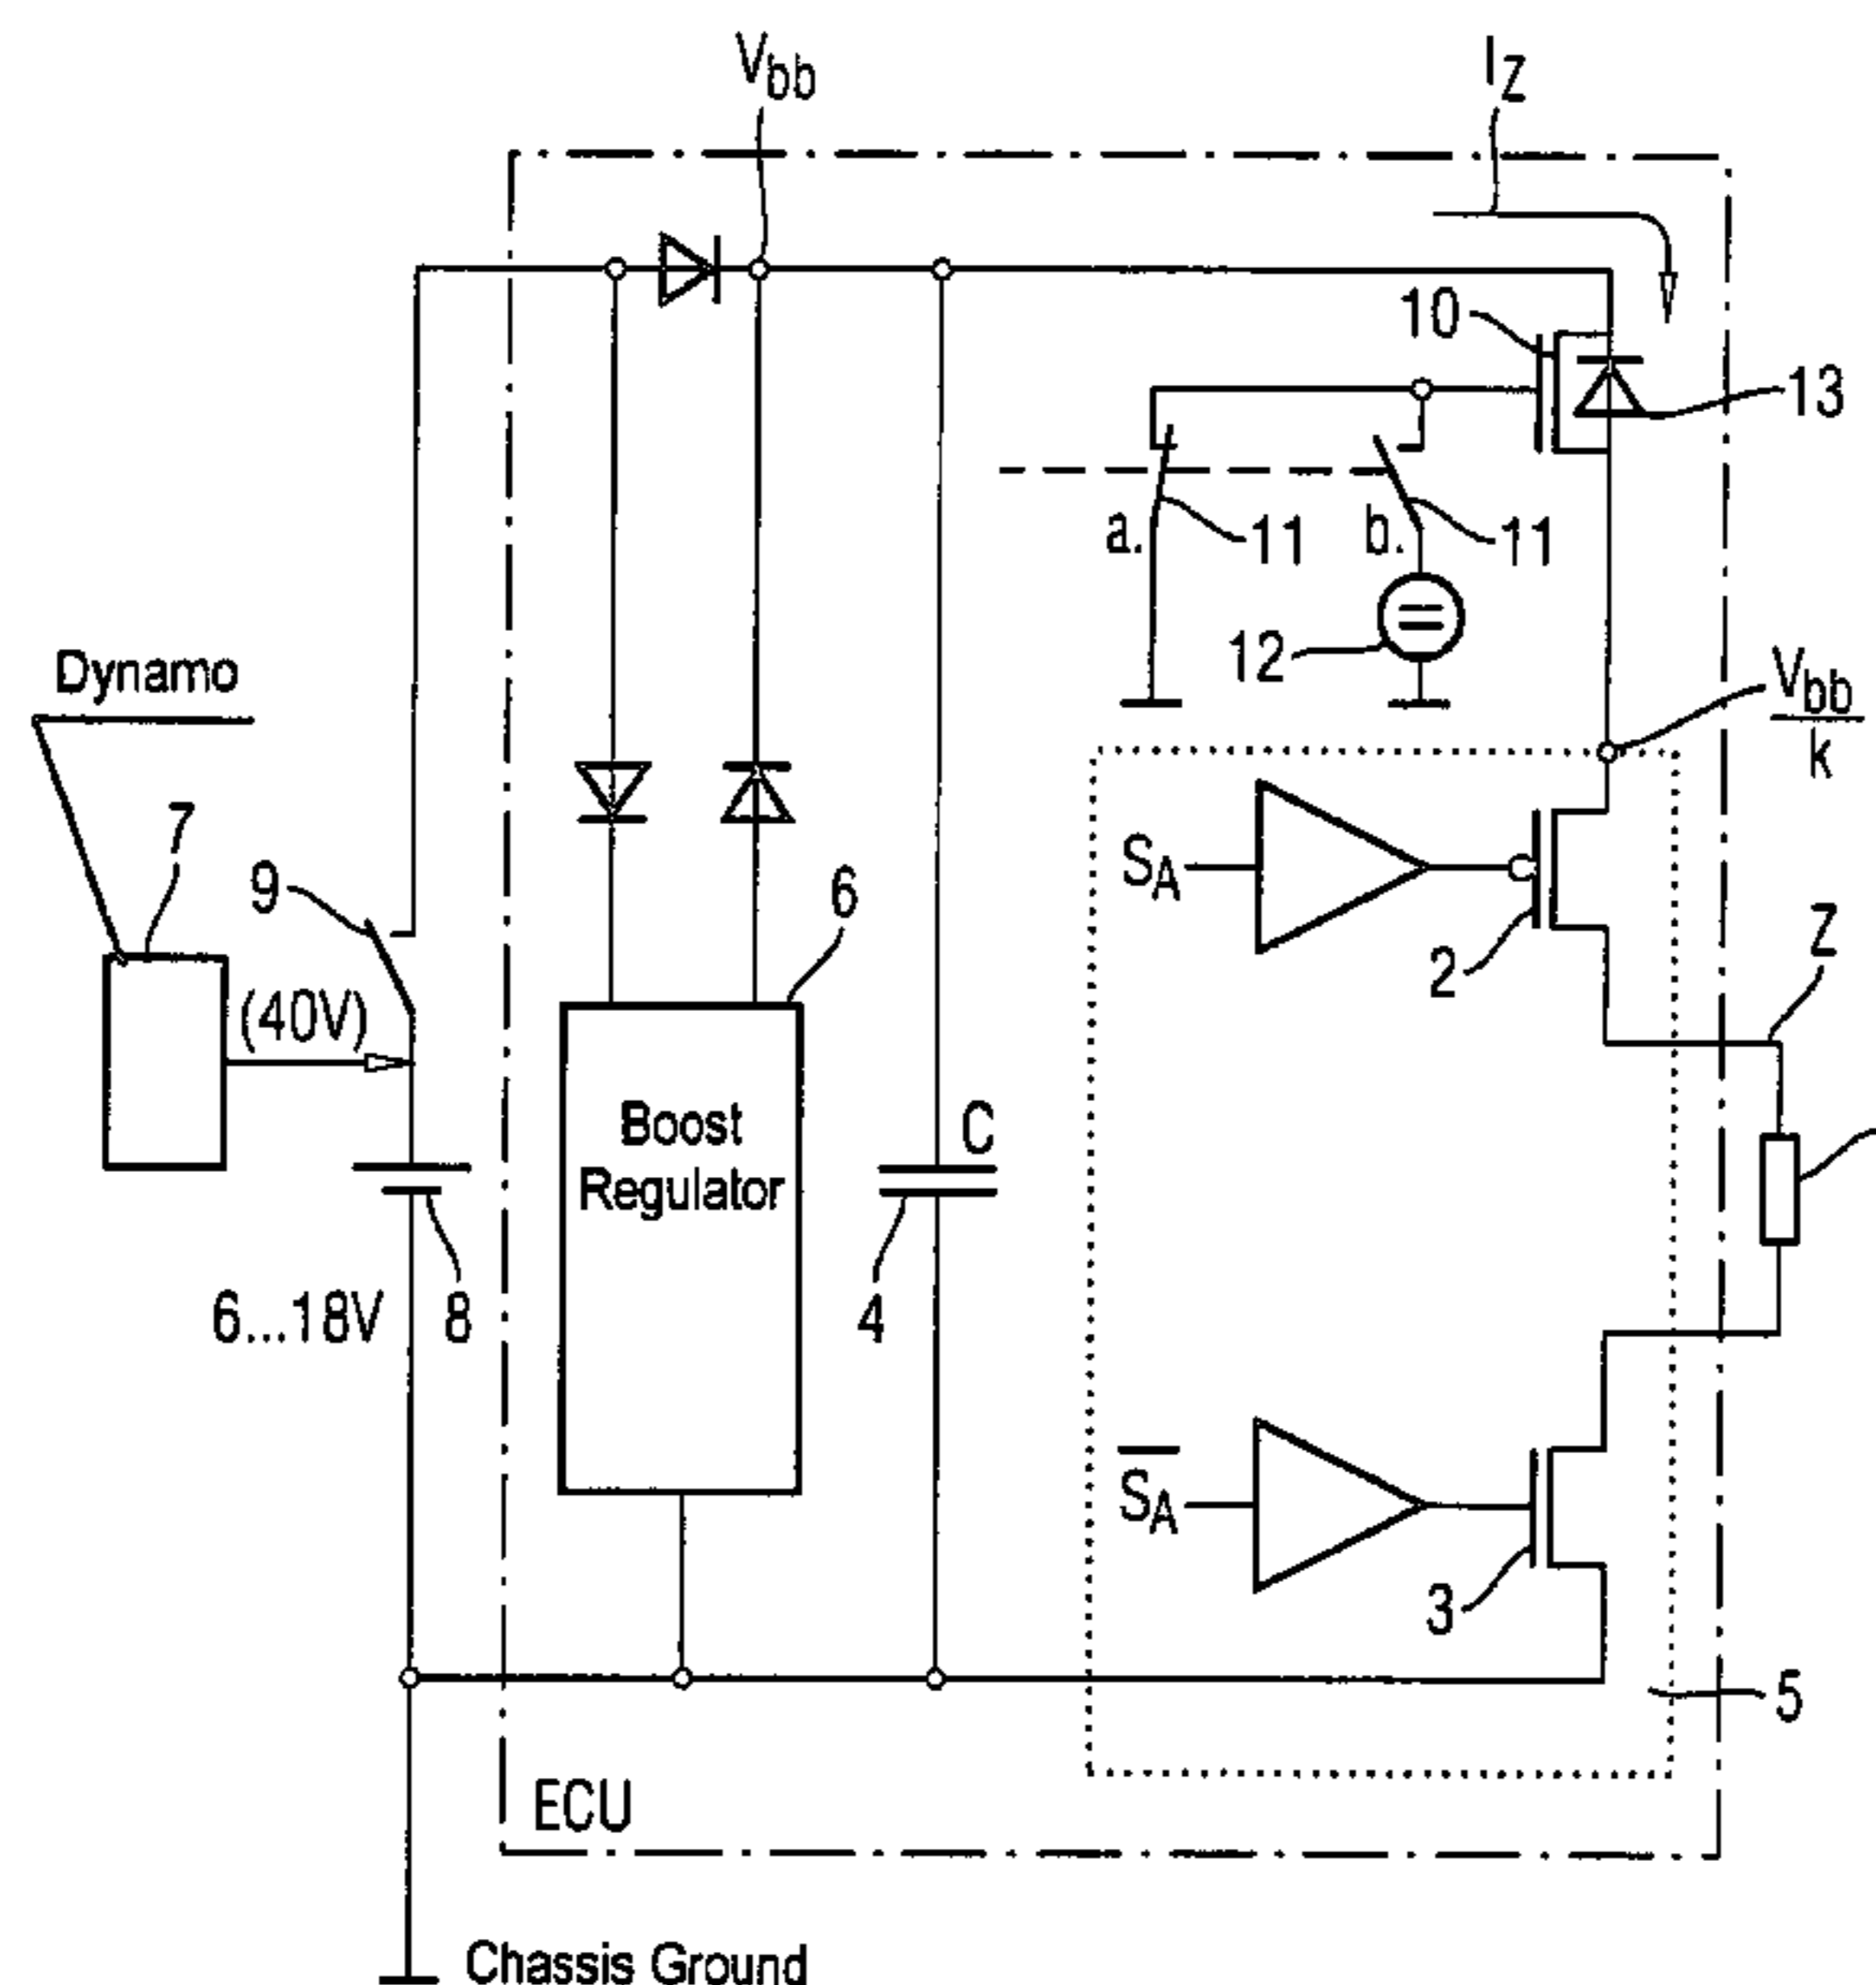 Vbb
IZ
10
13
a.
11
b.
11
12
Dynamo
Vbb
k
7
SA
9
6
2
Z
(40V)
Boost
Regulator
C
6...18V
8
4
SA
3
5
ECU
Chassis Ground